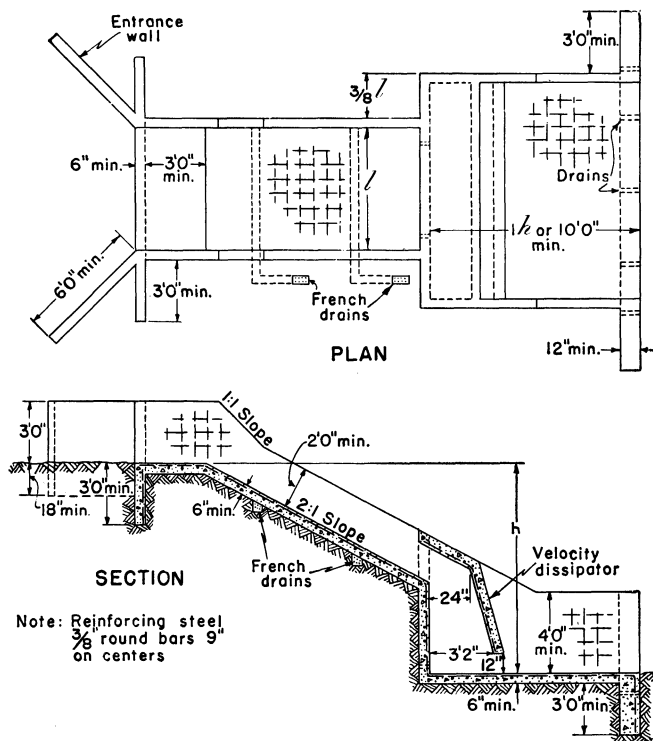 Entrance
wall
3'0"
min.
3/8 l
6" min.
3'0"
min.
l
Drains
1h or 10'0"
min.
6'0" min.
3'0" min.
French
drains
12" min.
PLAN
1:1 Slope
3'0"
2'0" min.
3'0" min.
18" min.
6" min.
2:1 Slope
h
French
drains
Velocity
dissipator
SECTION
24"
4'0"
min.
3'2"
12"
6" min.
3'0" min.
Note: Reinforcing steel
3/8" round bars 9"
on centers